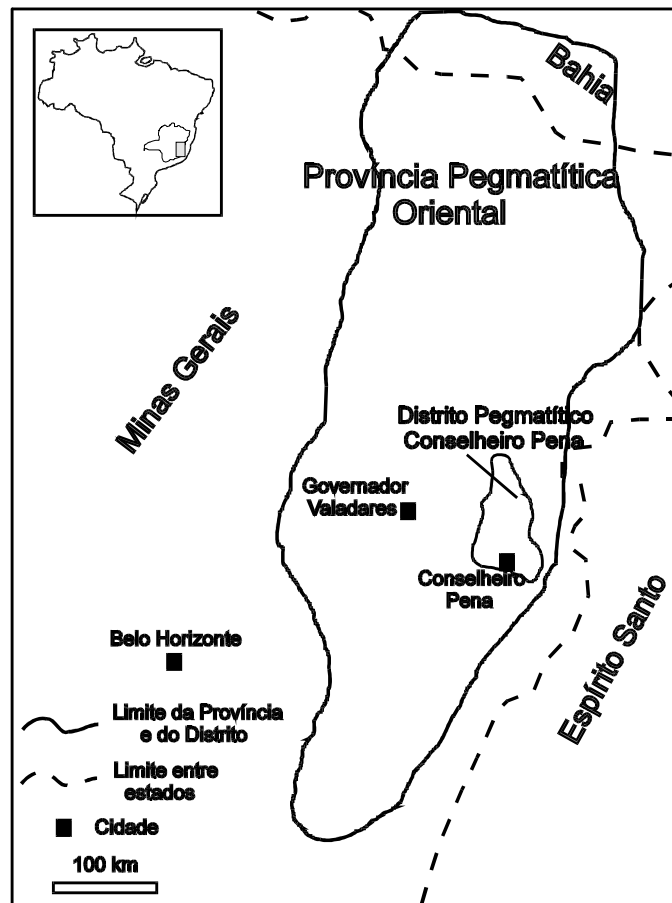 Bahia
Província Pegmatítica
Oriental
Minas Gerais
Distrito Pegmatítico
Conselheiro Pena
Governador
Valadares
Conselheiro
Pena
Espírito Santo
Belo Horizonte
Limite da Província
e do Distrito
Limite entre
estados
Cidade
100 km